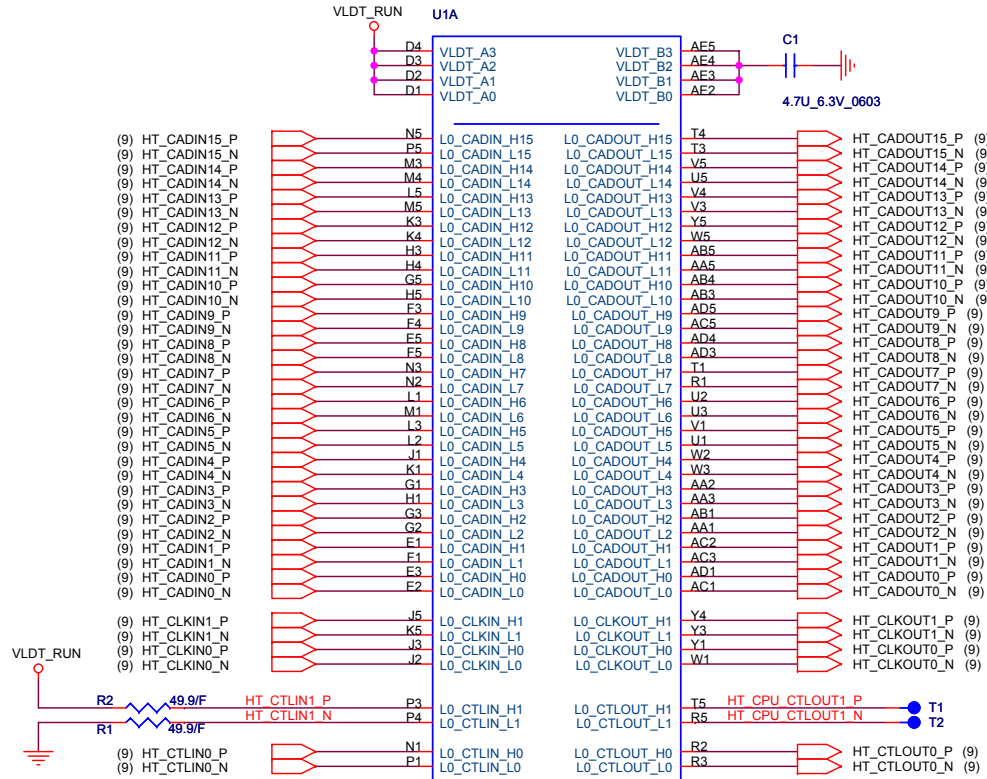 VLDT_RUN U1A
D4 VLDT_A3 VLDT_B3 AE5 C1
D3 VLDT_A2 VLDT_B2 AE4
D2 VLDT_A1 VLDT_B1 AE3
D1 VLDT_A0 VLDT_B0 AE2 4.7U_6.3V_0603
(9) HT_CADIN15_P N5 L0_CADIN_H15 L0_CADOUT_H15 T4 HT_CADOUT15_P (9)
(9) HT_CADIN15_N P5 L0_CADIN_L15 L0_CADOUT_L15 T3 HT_CADOUT15_N (9)
(9) HT_CADIN14_P M3 L0_CADIN_H14 L0_CADOUT_H14 V5 HT_CADOUT14_P (9)
(9) HT_CADIN14_N M4 L0_CADIN_L14 L0_CADOUT_L14 U5 HT_CADOUT14_N (9)
(9) HT_CADIN13_P L5 L0_CADIN_H13 L0_CADOUT_H13 V4 HT_CADOUT13_P (9)
(9) HT_CADIN13_N M5 L0_CADIN_L13 L0_CADOUT_L13 V3 HT_CADOUT13_N (9)
(9) HT_CADIN12_P K3 L0_CADIN_H12 L0_CADOUT_H12 Y5 HT_CADOUT12_P (9)
(9) HT_CADIN12_N K4 L0_CADIN_L12 L0_CADOUT_L12 W5 HT_CADOUT12_N (9)
(9) HT_CADIN11_P H3 L0_CADIN_H11 L0_CADOUT_H11 AB5 HT_CADOUT11_P (9)
(9) HT_CADIN11_N H4 L0_CADIN_L11 L0_CADOUT_L11 AA5 HT_CADOUT11_N (9)
(9) HT_CADIN10_P G5 L0_CADIN_H10 L0_CADOUT_H10 AB4 HT_CADOUT10_P (9)
(9) HT_CADIN10_N H5 L0_CADIN_L10 L0_CADOUT_L10 AB3 HT_CADOUT10_N (9)
(9) HT_CADIN9_P F3 L0_CADIN_H9 L0_CADOUT_H9 AD5 HT_CADOUT9_P (9)
(9) HT_CADIN9_N F4 L0_CADIN_L9 L0_CADOUT_L9 AC5 HT_CADOUT9_N (9)
(9) HT_CADIN8_P E5 L0_CADIN_H8 L0_CADOUT_H8 AD4 HT_CADOUT8_P (9)
(9) HT_CADIN8_N F5 L0_CADIN_L8 L0_CADOUT_L8 AD3 HT_CADOUT8_N (9)
(9) HT_CADIN7_P N3 L0_CADIN_H7 L0_CADOUT_H7 T1 HT_CADOUT7_P (9)
(9) HT_CADIN7_N N2 L0_CADIN_L7 L0_CADOUT_L7 R1 HT_CADOUT7_N (9)
(9) HT_CADIN6_P L1 L0_CADIN_H6 L0_CADOUT_H6 U2 HT_CADOUT6_P (9)
(9) HT_CADIN6_N M1 L0_CADIN_L6 L0_CADOUT_L6 U3 HT_CADOUT6_N (9)
(9) HT_CADIN5_P L3 L0_CADIN_H5 L0_CADOUT_H5 V1 HT_CADOUT5_P (9)
(9) HT_CADIN5_N L2 L0_CADIN_L5 L0_CADOUT_L5 U1 HT_CADOUT5_N (9)
(9) HT_CADIN4_P J1 L0_CADIN_H4 L0_CADOUT_H4 W2 HT_CADOUT4_P (9)
(9) HT_CADIN4_N K1 L0_CADIN_L4 L0_CADOUT_L4 W3 HT_CADOUT4_N (9)
(9) HT_CADIN3_P G1 L0_CADIN_H3 L0_CADOUT_H3 AA2 HT_CADOUT3_P (9)
(9) HT_CADIN3_N H1 L0_CADIN_L3 L0_CADOUT_L3 AA3 HT_CADOUT3_N (9)
(9) HT_CADIN2_P G3 L0_CADIN_H2 L0_CADOUT_H2 AB1 HT_CADOUT2_P (9)
(9) HT_CADIN2_N G2 L0_CADIN_L2 L0_CADOUT_L2 AA1 HT_CADOUT2_N (9)
(9) HT_CADIN1_P E1 L0_CADIN_H1 L0_CADOUT_H1 AC2 HT_CADOUT1_P (9)
(9) HT_CADIN1_N F1 L0_CADIN_L1 L0_CADOUT_L1 AC3 HT_CADOUT1_N (9)
(9) HT_CADIN0_P E3 L0_CADIN_H0 L0_CADOUT_H0 AD1 HT_CADOUT0_P (9)
(9) HT_CADIN0_N E2 L0_CADIN_L0 L0_CADOUT_L0 AC1 HT_CADOUT0_N (9)
(9) HT_CLKIN1_P J5 L0_CLKIN_H1 L0_CLKOUT_H1 Y4 HT_CLKOUT1_P (9)
(9) HT_CLKIN1_N K5 L0_CLKIN_L1 L0_CLKOUT_L1 Y3 HT_CLKOUT1_N (9)
(9) HT_CLKIN0_P J3 L0_CLKIN_H0 L0_CLKOUT_H0 Y1 HT_CLKOUT0_P (9)
(9) HT_CLKIN0_N J2 L0_CLKIN_L0 L0_CLKOUT_L0 W1 HT_CLKOUT0_N (9)
VLDT_RUN
R2 49.9/F HT_CTLIN1_P P3 L0_CTLIN_H1 L0_CTLOUT_H1 T5 HT_CPU_CTLOUT1_P T1
R1 49.9/F HT_CTLIN1_N P4 L0_CTLIN_L1 L0_CTLOUT_L1 R5 HT_CPU_CTLOUT1_N T2
(9) HT_CTLIN0_P N1 L0_CTLIN_H0 L0_CTLOUT_H0 R2 HT_CTLOUT0_P (9)
(9) HT_CTLIN0_N P1 L0_CTLIN_L0 L0_CTLOUT_L0 R3 HT_CTLOUT0_N (9)